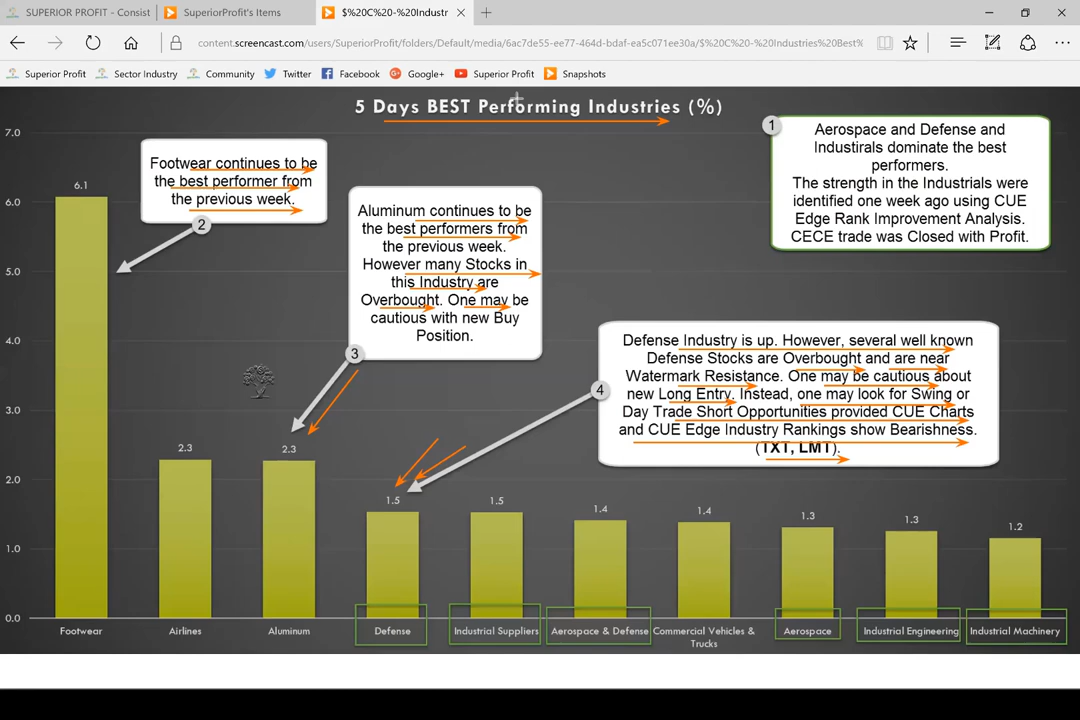 SUPERIOR PROFIT - Consist
SuperiorProfit's Items
$%20C%20-%20Industr
content.screencast.com/users/SuperiorProfit/folders/Default/media/6ac7de55-ee77-464d-bdaf-ea5c071ee30a/$%20C%20-%20Industries%20Best%
Superior Profit
Sector Industry
Community
Twitter
Facebook
Google+
Superior Profit
Snapshots
5 Days BEST Performing Industries (%)
7.0
6.0
5.0
4.0
3.0
2.0
1.0
0.0
1
Aerospace and Defense and
Industirals dominate the best
performers.
The strength in the Industrials were
identified one week ago using CUE
Edge Rank Improvement Analysis.
CECE trade was Closed with Profit.
Footwear continues to be
the best performer from
the previous week.
2
Aluminum continues to be
the best performers from
the previous week.
However many Stocks in
this Industry are
Overbought. One may be
cautious with new Buy
Position.
3
Defense Industry is up. However, several well known
Defense Stocks are Overbought and are near
Watermark Resistance. One may be cautious about
new Long Entry. Instead, one may look for Swing or
Day Trade Short Opportunities provided CUE Charts
and CUE Edge Industry Rankings show Bearishness.
(TXT, LMT).
4
6.1
2.3
2.3
1.5
1.5
1.4
1.4
1.3
1.3
1.2
Footwear
Airlines
Aluminum
Defense
Industrial Suppliers
Aerospace & Defense
Commercial Vehicles &
Trucks
Aerospace
Industrial Engineering
Industrial Machinery